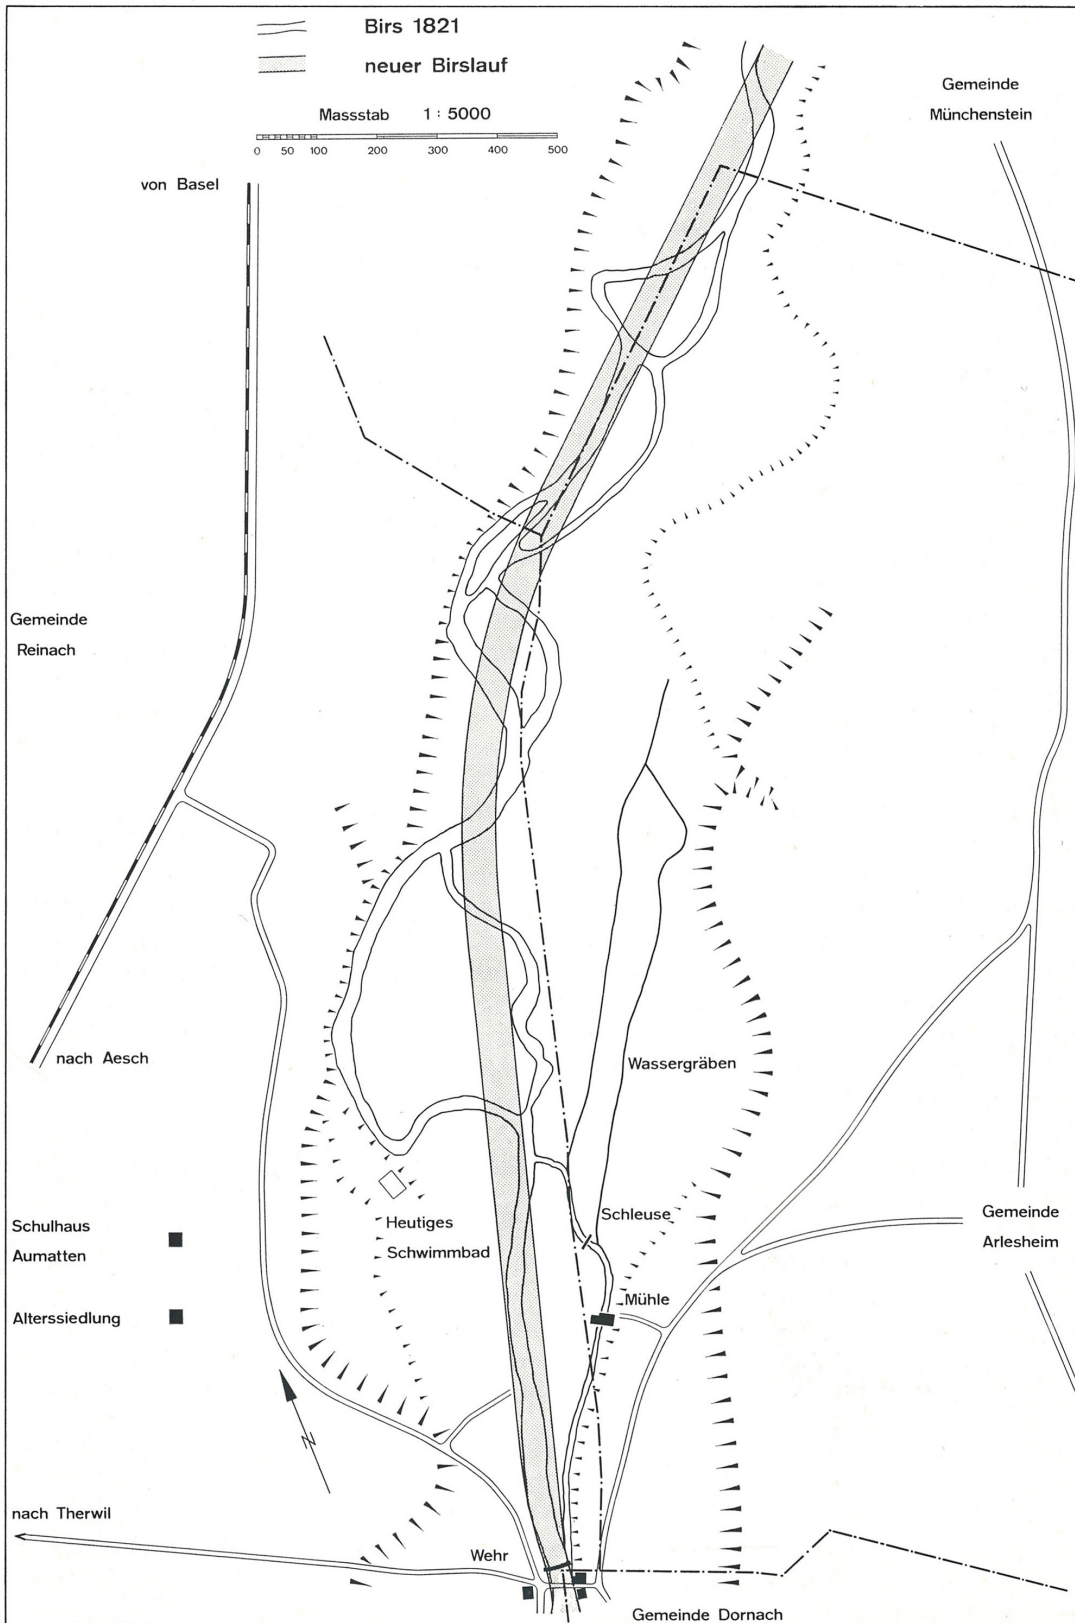 Birs 1821
neuer Birslauf
Massstab 1 : 5000
0 50 100 200 300 400 500
Gemeinde
Münchenstein
von Basel
Gemeinde
Reinach
nach Aesch
Wassergräben
Schulhaus
Aumatten
Heutiges
Schwimmbad
Schleuse
Gemeinde
Arlesheim
Alterssiedlung
Mühle
N
nach Therwil
Wehr
Gemeinde Dornach